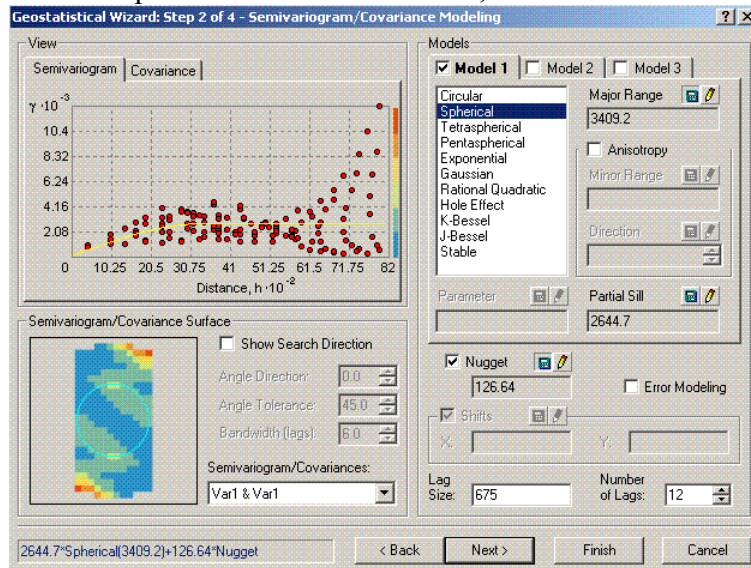 Geostatistical Wizard: Step 2 of 4 - Semivariogram/Covariance Modeling
View
Semivariogram Covariance
γ·10⁻³
10.4
8.32
6.24
4.16
2.08
0 10.25 20.5 30.75 41 51.25 61.5 71.75 82
Distance, h·10⁻²
Semivariogram/Covariance Surface
Show Search Direction
Angle Direction: 0.0
Angle Tolerance: 45.0
Bandwidth (lags): 6.0
Semivariogram/Covariances:
Var1 & Var1
Models
Model 1 Model 2 Model 3
Circular
Spherical
Tetraspherical
Pentaspherical
Exponential
Gaussian
Rational Quadratic
Hole Effect
K-Bessel
J-Bessel
Stable
Major Range
3409.2
Anisotropy
Minor Range
Direction
Parameter
Partial Sill
2644.7
Nugget
126.64
Error Modeling
Shifts
X: Y:
Lag Size: 675
Number of Lags: 12
2644.7*Spherical(3409.2)+126.64*Nugget
< Back Next > Finish Cancel